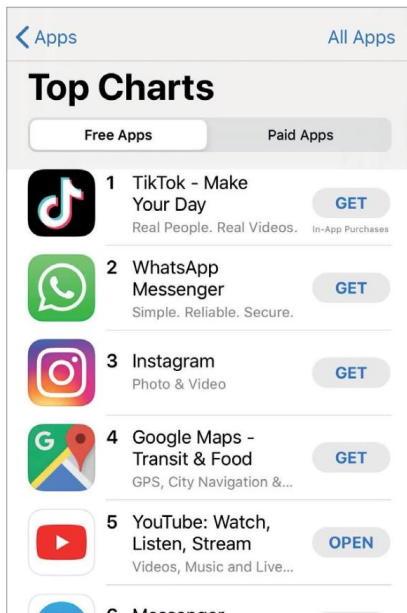 Apps
All Apps
Top Charts
Free Apps
Paid Apps
1 TikTok - Make
Your Day
Real People. Real Videos.
GET
In-App Purchases
2 WhatsApp
Messenger
Simple. Reliable. Secure.
GET
3 Instagram
Photo & Video
GET
G
4 Google Maps -
Transit & Food
GPS, City Navigation &...
GET
5 YouTube: Watch,
Listen, Stream
Videos, Music and Live...
OPEN
6 Messenger